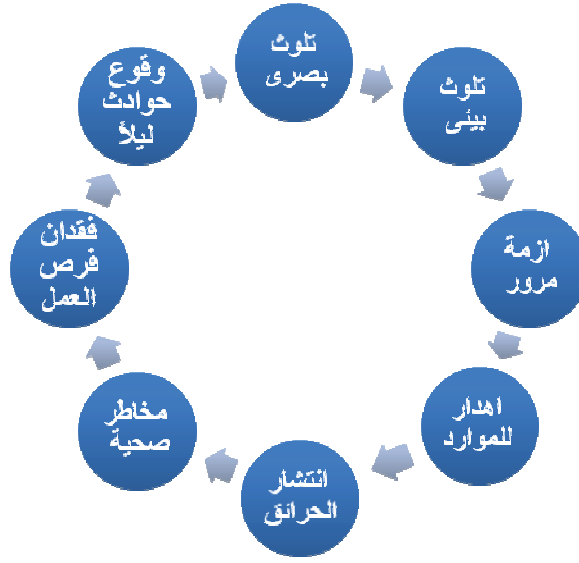 تلوث
بصرى
تلوث
بيئى
ازمة
مرور
اهدار
للموارد
انتشار
الحرائق
مخاطر
صحية
فقدان
فرص
العمل
وقوع
حوادث
ليلاً